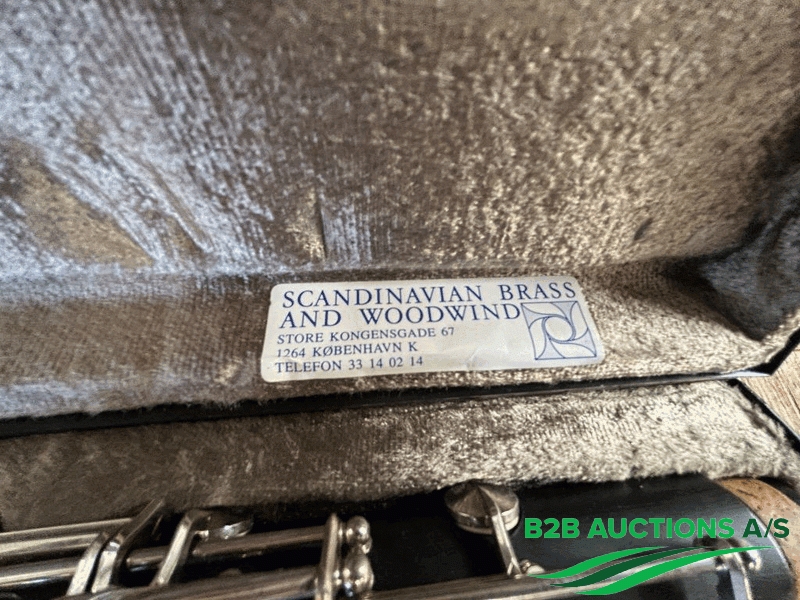 SCANDINAVIAN BRASS
AND WOODWIND
STORE KONGENSGADE 67
1264 KØBENHAVN K
TELEFON 33 14 02 14
B2B AUCTIONS A/S